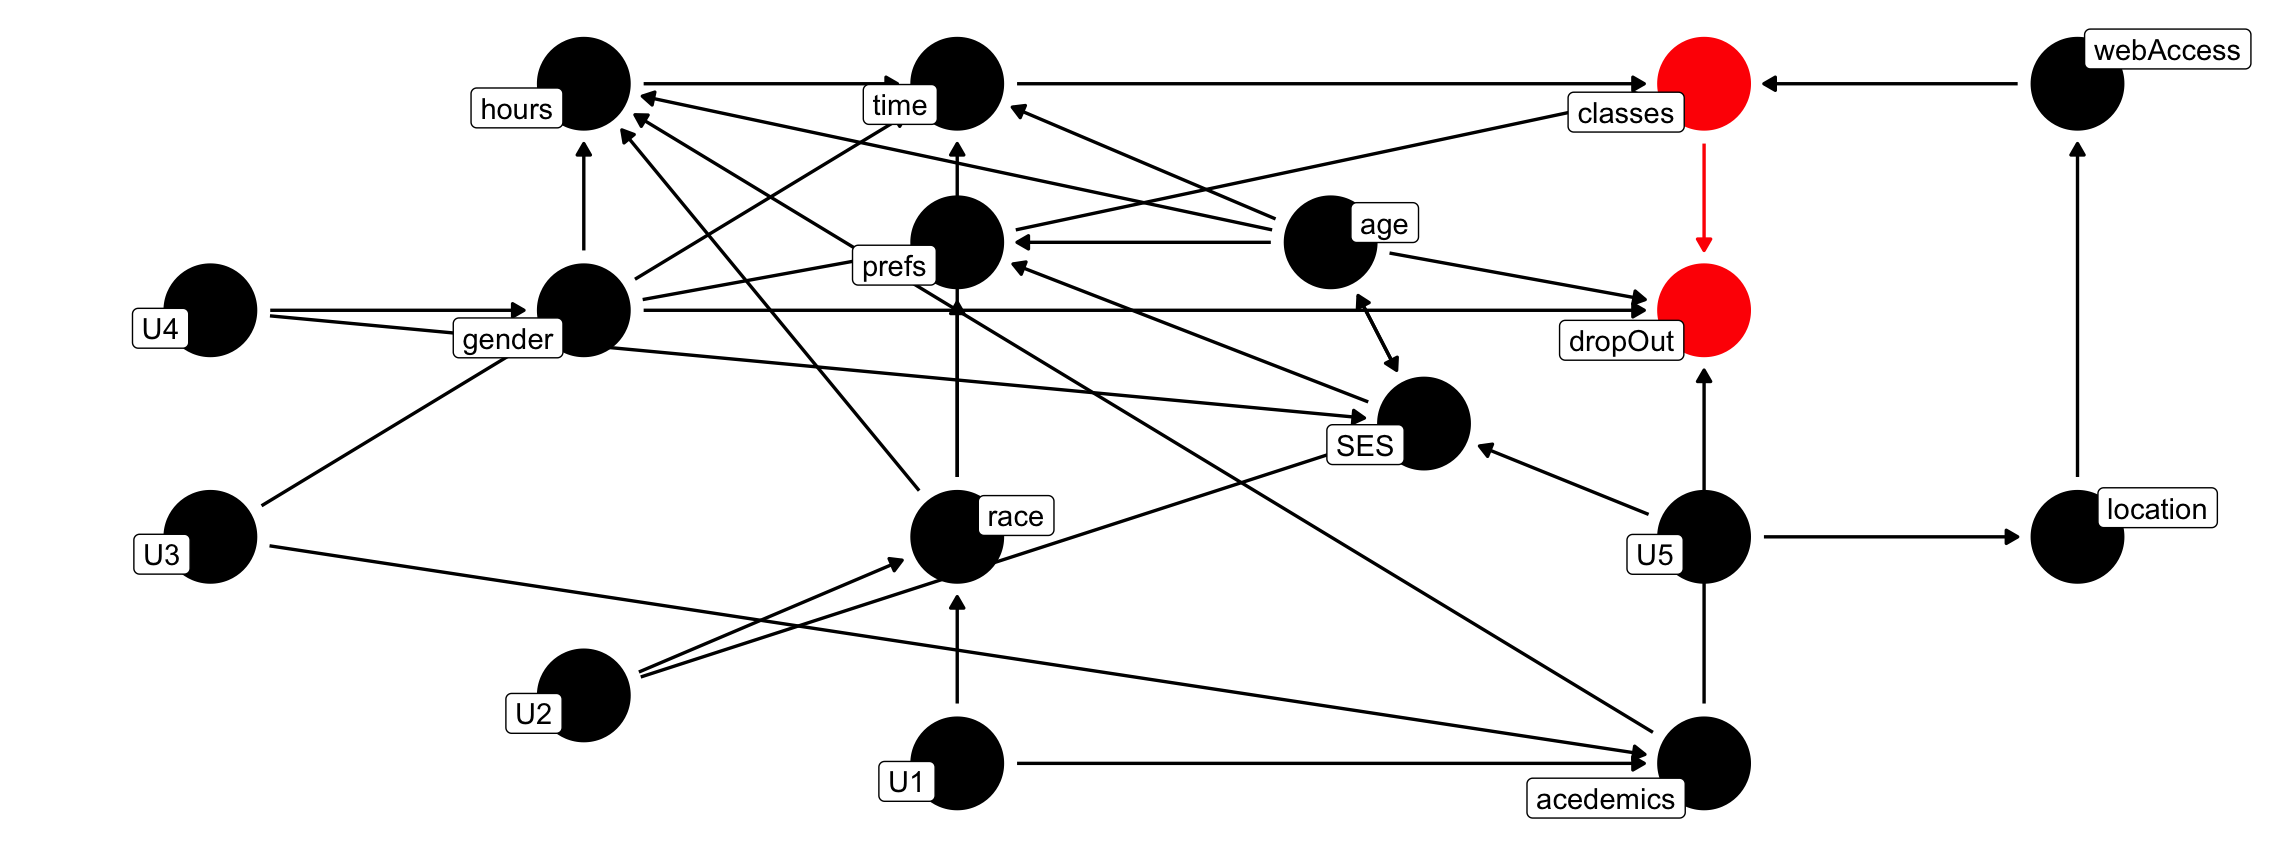 webAccess
hours
time
classes
age
prefs
U4
gender
dropOut
SES
race
location
U3
U5
U2
U1
acedemics